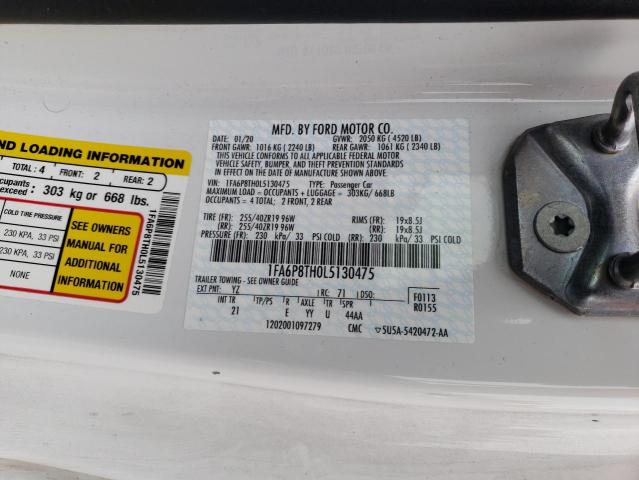 ND LOADING INFORMATION
TOTAL: 4 FRONT: 2 REAR: 2
cupants
exceed: 303 kg or 668 lbs.
COLD TIRE PRESSURE
230 KPA, 33 PSI
230 KPA, 33 PSI
NONE
SEE OWNERS
MANUAL FOR
ADDITIONAL
INFORMATION
1FA6P8TH0L5130475
MFD. BY FORD MOTOR CO.
DATE: 01/20 GVWR: 2050 KG ( 4520 LB)
FRONT GAWR: 1016 KG ( 2240 LB) REAR GAWR: 1061 KG ( 2340 LB)
THIS VEHICLE CONFORMS TO ALL APPLICABLE FEDERAL MOTOR
VEHICLE SAFETY, BUMPER, AND THEFT PREVENTION STANDARDS
IN EFFECT ON THE DATE OF MANUFACTURE SHOWN ABOVE.
VIN: 1FA6P8TH0L5130475 TYPE: Passenger Car
MAXIMUM LOAD = OCCUPANTS + LUGGAGE = 303KG/ 668LB
OCCUPANTS = 4 TOTAL: 2 FRONT, 2 REAR
TIRE (FR): 255/40ZR19 96W RIMS (FR): 19x8.5J
(RR): 255/40ZR19 96W (RR): 19x8.5J
PRESSURE (FR): 230 kPa/ 33 PSI COLD (RR): 230 kPa/ 33 PSI COLD
1FA6P8TH0L5130475
TRAILER TOWING - SEE OWNER GUIDE
EXT PNT: YZ RC: 71 DSO: F0113
INT TR TP/PS R AXLE TR SPR R0155
21 E YY U 44AA
1202001097279 CMC 5U5A-5420472-AA